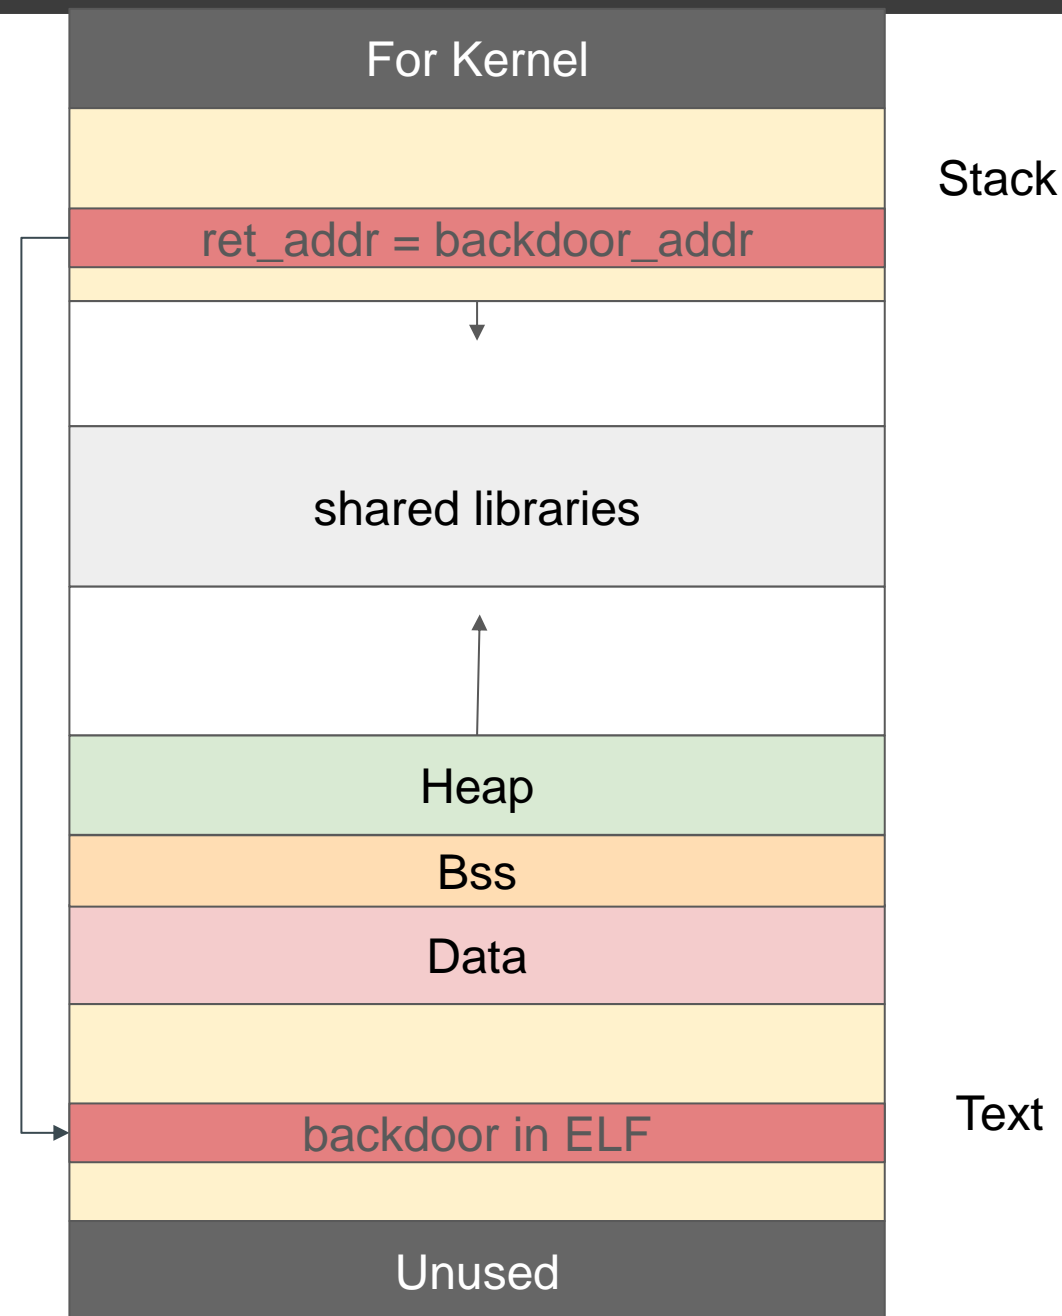 For Kernel
Stack
ret_addr = backdoor_addr
shared libraries
Heap
Bss
Data
Text
backdoor in ELF
Unused